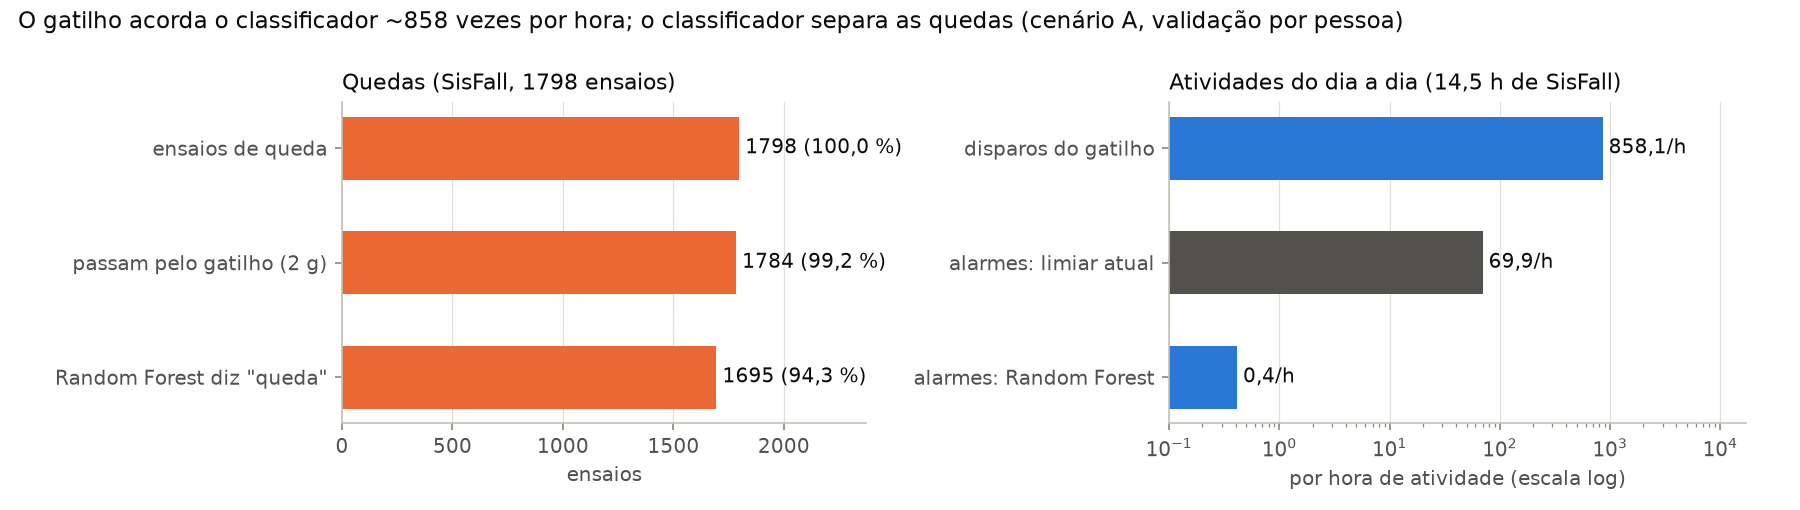 O gatilho acorda o classificador ~858 vezes por hora; o classificador separa as quedas (cenário A, validação por pessoa)
Quedas (SisFall, 1798 ensaios)
ensaios de queda
1798 (100,0 %)
passam pelo gatilho (2 g)
1784 (99,2 %)
Random Forest diz "queda"
1695 (94,3 %)
0 500 1000 1500 2000
ensaios
Atividades do dia a dia (14,5 h de SisFall)
disparos do gatilho
858,1/h
alarmes: limiar atual
69,9/h
alarmes: Random Forest
0,4/h
10⁻¹ 10⁰ 10¹ 10² 10³ 10⁴
por hora de atividade (escala log)